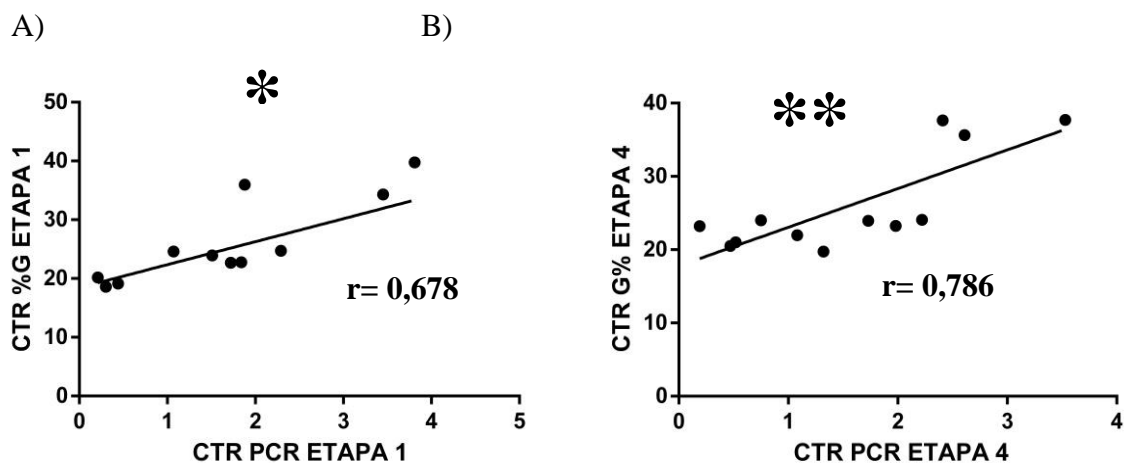 A)
B)
*
50
40
30
20
10
0
CTR %G ETAPA 1
r= 0,678
0 1 2 3 4 5
CTR PCR ETAPA 1
**
40
30
20
10
0
CTR G% ETAPA 4
r= 0,786
0 1 2 3 4
CTR PCR ETAPA 4